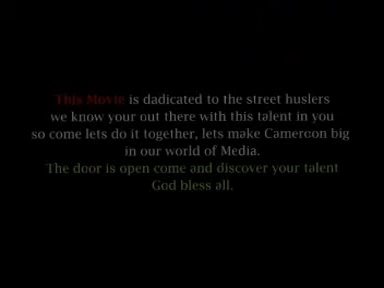 This Movie is dadicated to the street huslers
we know your out there with this talent in you
so come lets do it together, lets make Cameroon big
in our world of Media.
The door is open come and discover your talent
God bless all.